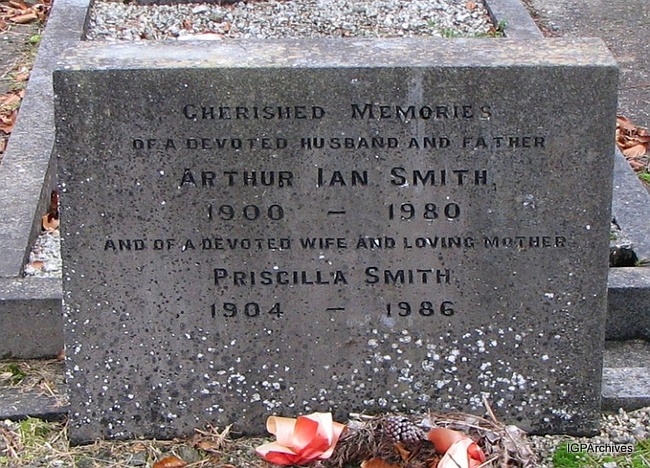 Cherished Memories
of a devoted husband and father
Arthur Ian Smith
1900 — 1980
and of a devoted wife and loving mother
Priscilla Smith
1904 — 1986
IGPArchives